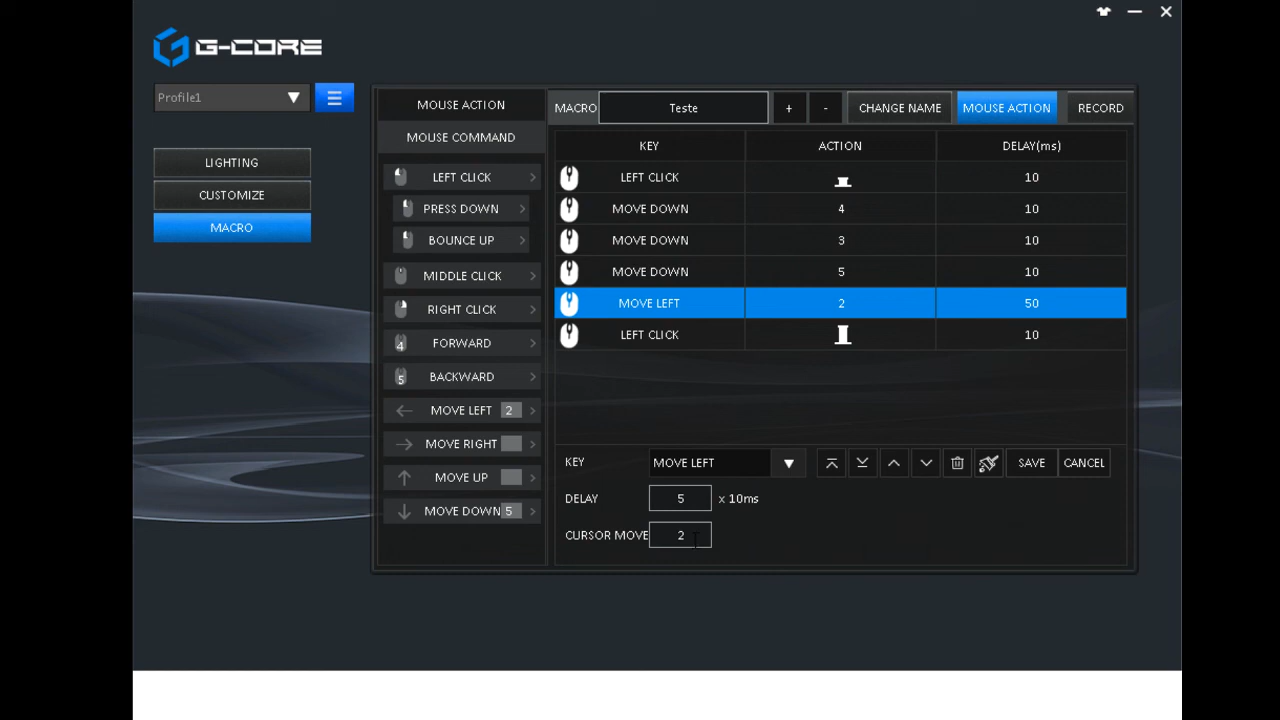 G-CORE
Profile1
LIGHTING
CUSTOMIZE
MACRO
MOUSE ACTION
MOUSE COMMAND
LEFT CLICK
PRESS DOWN
BOUNCE UP
MIDDLE CLICK
RIGHT CLICK
4 FORWARD
5 BACKWARD
MOVE LEFT 2
MOVE RIGHT
MOVE UP
MOVE DOWN 5
MACRO Teste + - CHANGE NAME MOUSE ACTION RECORD
KEY ACTION DELAY(ms)
LEFT CLICK 10
MOVE DOWN 4 10
MOVE DOWN 3 10
MOVE DOWN 5 10
MOVE LEFT 2 50
LEFT CLICK 10
KEY MOVE LEFT SAVE CANCEL
DELAY 5 x 10ms
CURSOR MOVE 2